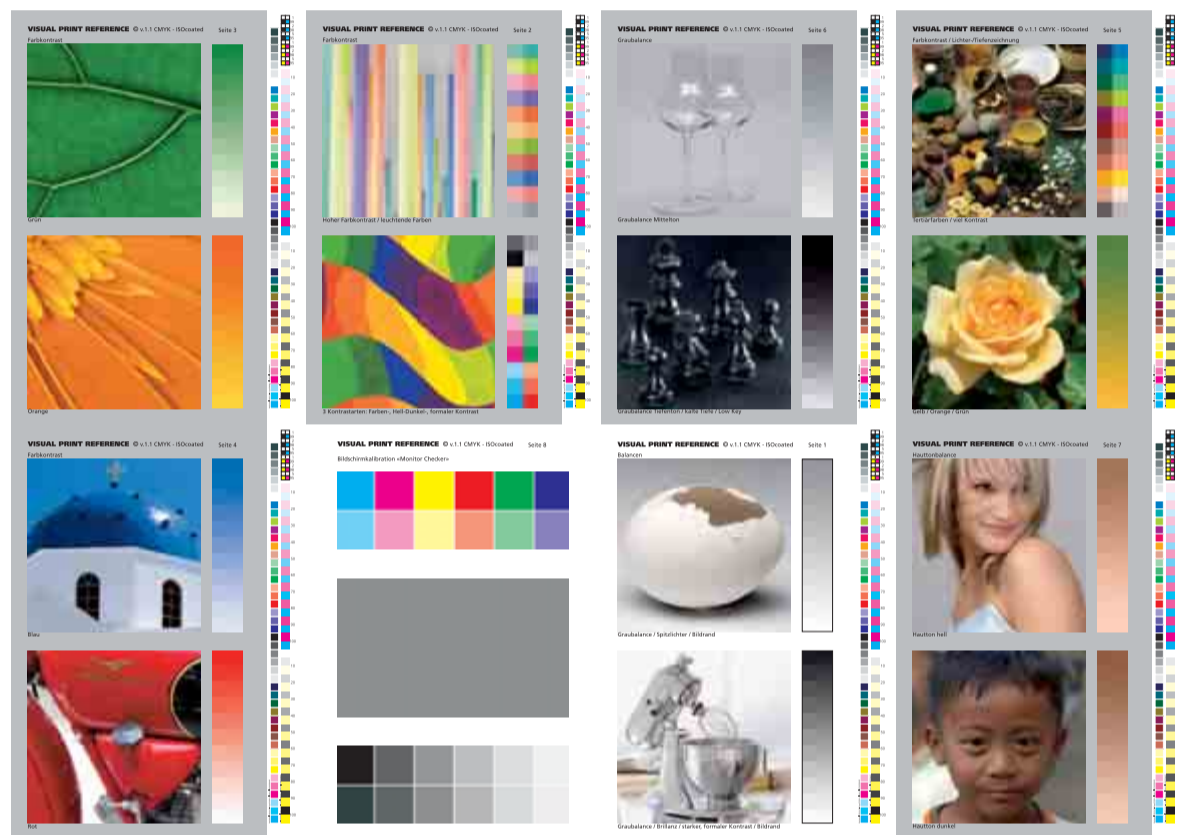 VISUAL PRINT REFERENCE © v.1.1 CMYK - ISOcoated Seite 3
Farbkontrast
Grün
Orange
VISUAL PRINT REFERENCE © v.1.1 CMYK - ISOcoated Seite 2
Farbkontrast
Hoher Farbkontrast / leuchtende Farben
3 Kontrastarten: Farben-, Hell-Dunkel-, formaler Kontrast
VISUAL PRINT REFERENCE © v.1.1 CMYK - ISOcoated Seite 6
Graubalance
Graubalance Mittelton
Graubalance Tiefenton / kalte Tiefe / Low Key
VISUAL PRINT REFERENCE © v.1.1 CMYK - ISOcoated Seite 5
Farbkontrast / Lichter-/Tiefenzeichnung
Tertiärfarben / viel Kontrast
Gelb / Orange / Grün
VISUAL PRINT REFERENCE © v.1.1 CMYK - ISOcoated Seite 4
Farbkontrast
Blau
Rot
VISUAL PRINT REFERENCE © v.1.1 CMYK - ISOcoated Seite 8
Bildschirmkalibration «Monitor Checker»
VISUAL PRINT REFERENCE © v.1.1 CMYK - ISOcoated Seite 1
Balancen
Graubalance / Spitzlichter / Bildrand
Graubalance / Brillanz / starker, formaler Kontrast / Bildrand
VISUAL PRINT REFERENCE © v.1.1 CMYK - ISOcoated Seite 7
Hauttonbalance
Hautton hell
Hautton dunkel